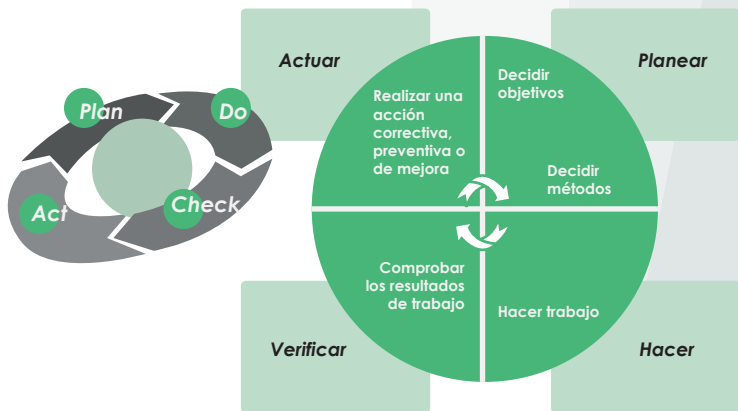 Plan
Do
Act
Check
Actuar
Planear
Realizar una
acción
correctiva,
preventiva o
de mejora
Decidir
objetivos
Decidir
métodos
Comprobar
los resultados
de trabajo
Hacer trabajo
Verificar
Hacer